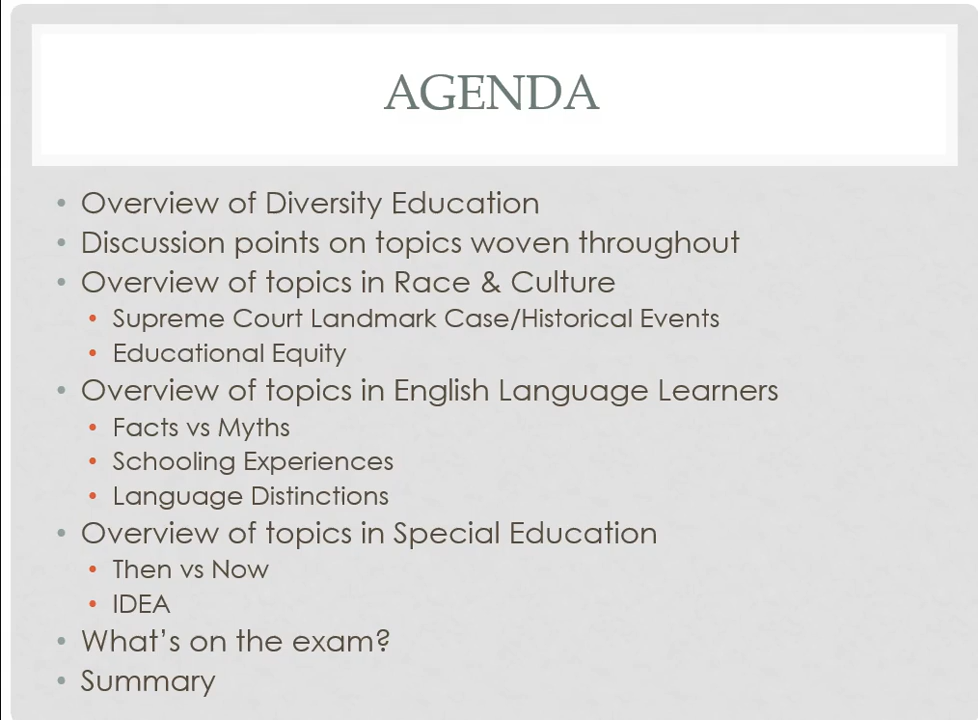 AGENDA
• Overview of Diversity Education
• Discussion points on topics woven throughout
• Overview of topics in Race & Culture
• Supreme Court Landmark Case/Historical Events
• Educational Equity
• Overview of topics in English Language Learners
• Facts vs Myths
• Schooling Experiences
• Language Distinctions
• Overview of topics in Special Education
• Then vs Now
• IDEA
• What’s on the exam?
• Summary